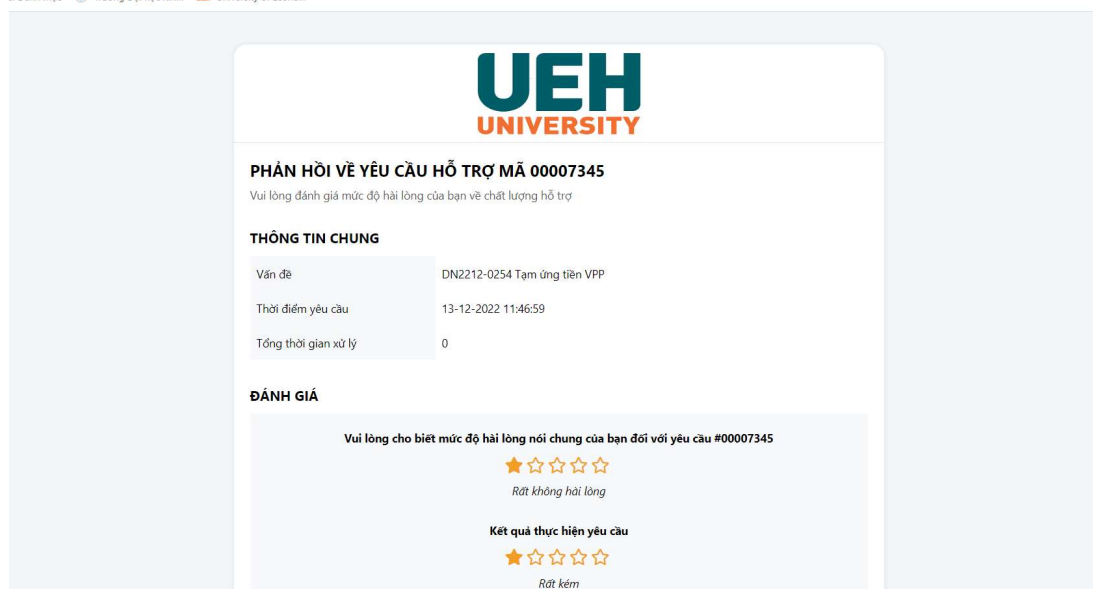 UEH
UNIVERSITY
PHẢN HỒI VỀ YÊU CẦU HỖ TRỢ MÃ 00007345
Vui lòng đánh giá mức độ hài lòng của bạn về chất lượng hỗ trợ
THÔNG TIN CHUNG
Vấn đề DN2212-0254 Tạm ứng tiền VPP
Thời điểm yêu cầu 13-12-2022 11:46:59
Tổng thời gian xử lý 0
ĐÁNH GIÁ
Vui lòng cho biết mức độ hài lòng nói chung của bạn đối với yêu cầu #00007345
Rất không hài lòng
Kết quả thực hiện yêu cầu
Rất kém